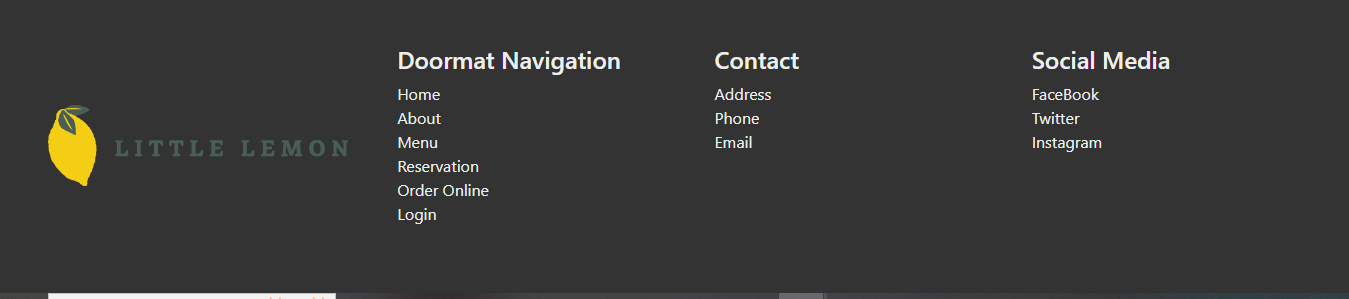 LITTLE LEMON
Doormat Navigation
Home
About
Menu
Reservation
Order Online
Login
Contact
Address
Phone
Email
Social Media
FaceBook
Twitter
Instagram